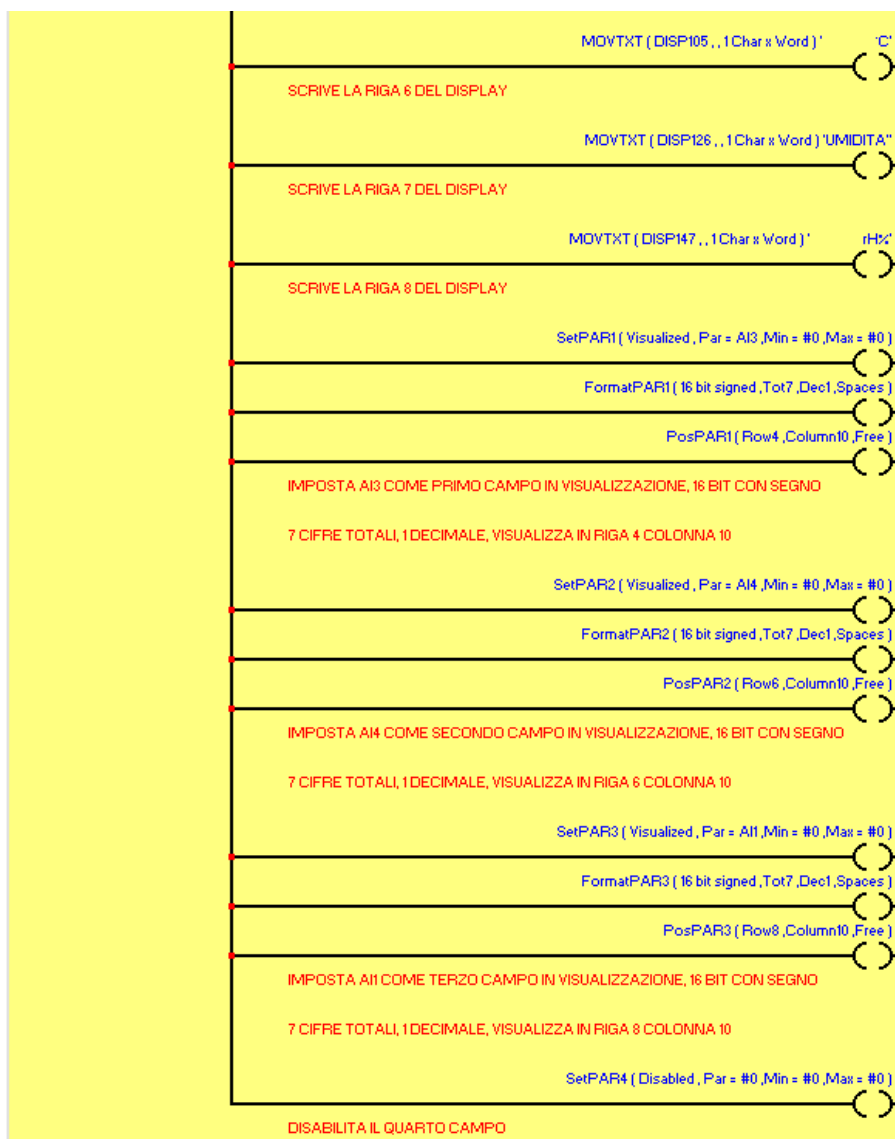 MOVTXT ( DISP105 , , 1 Char x Word ) ' 'C'
SCRIVE LA RIGA 6 DEL DISPLAY
MOVTXT ( DISP126 , , 1 Char x Word ) 'UMIDITA''
SCRIVE LA RIGA 7 DEL DISPLAY
MOVTXT ( DISP147 , , 1 Char x Word ) ' rH%'
SCRIVE LA RIGA 8 DEL DISPLAY
SetPAR1 ( Visualized , Par = AI3 ,Min = #0 ,Max = #0 )
FormatPAR1 ( 16 bit signed ,Tot7 ,Dec1 ,Spaces )
PosPAR1 ( Row4 ,Column10 ,Free )
IMPOSTA AI3 COME PRIMO CAMPO IN VISUALIZZAZIONE, 16 BIT CON SEGNO
7 CIFRE TOTALI, 1 DECIMALE, VISUALIZZA IN RIGA 4 COLONNA 10
SetPAR2 ( Visualized , Par = AI4 ,Min = #0 ,Max = #0 )
FormatPAR2 ( 16 bit signed ,Tot7 ,Dec1 ,Spaces )
PosPAR2 ( Row6 ,Column10 ,Free )
IMPOSTA AI4 COME SECONDO CAMPO IN VISUALIZZAZIONE, 16 BIT CON SEGNO
7 CIFRE TOTALI, 1 DECIMALE, VISUALIZZA IN RIGA 6 COLONNA 10
SetPAR3 ( Visualized , Par = AI1 ,Min = #0 ,Max = #0 )
FormatPAR3 ( 16 bit signed ,Tot7 ,Dec1 ,Spaces )
PosPAR3 ( Row8 ,Column10 ,Free )
IMPOSTA AI1 COME TERZO CAMPO IN VISUALIZZAZIONE, 16 BIT CON SEGNO
7 CIFRE TOTALI, 1 DECIMALE, VISUALIZZA IN RIGA 8 COLONNA 10
SetPAR4 ( Disabled , Par = #0 ,Min = #0 ,Max = #0 )
DISABILITA IL QUARTO CAMPO